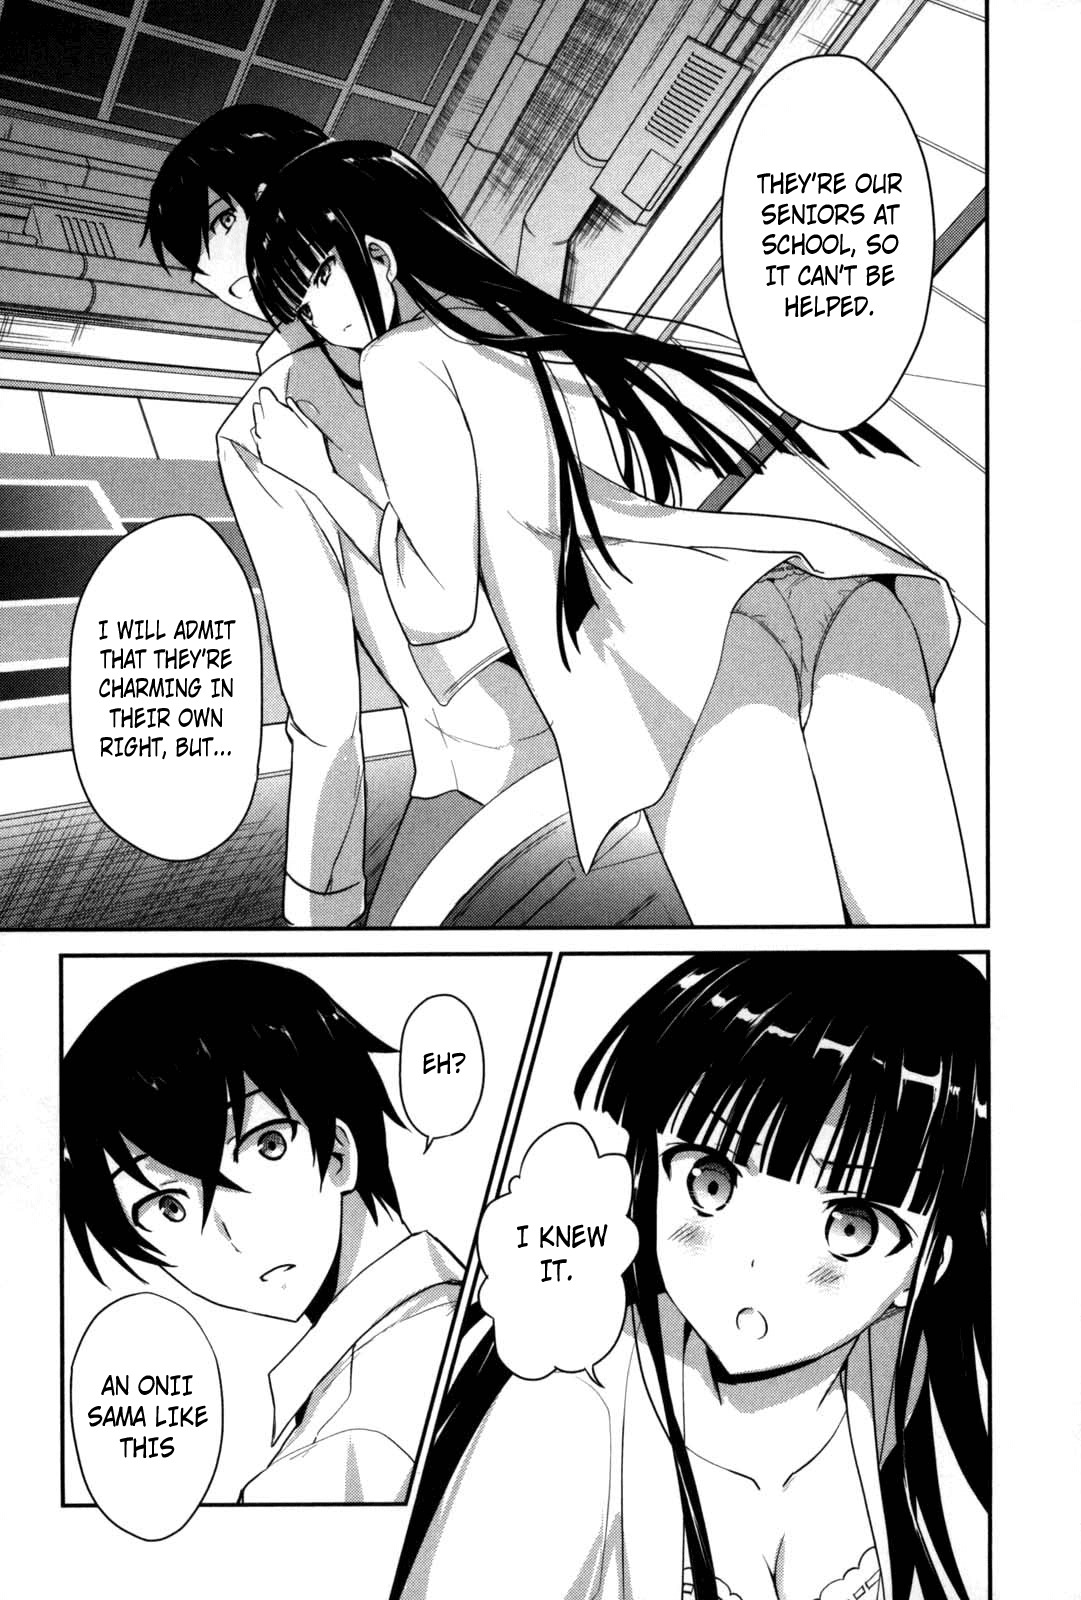 THEY'RE OUR
SENIORS AT
SCHOOL, SO
IT CAN'T BE
HELPED.
I WILL ADMIT
THAT THEY'RE
CHARMING IN
THEIR OWN
RIGHT, BUT...
I KNEW
IT.
EH?
AN ONII
SAMA LIKE
THIS